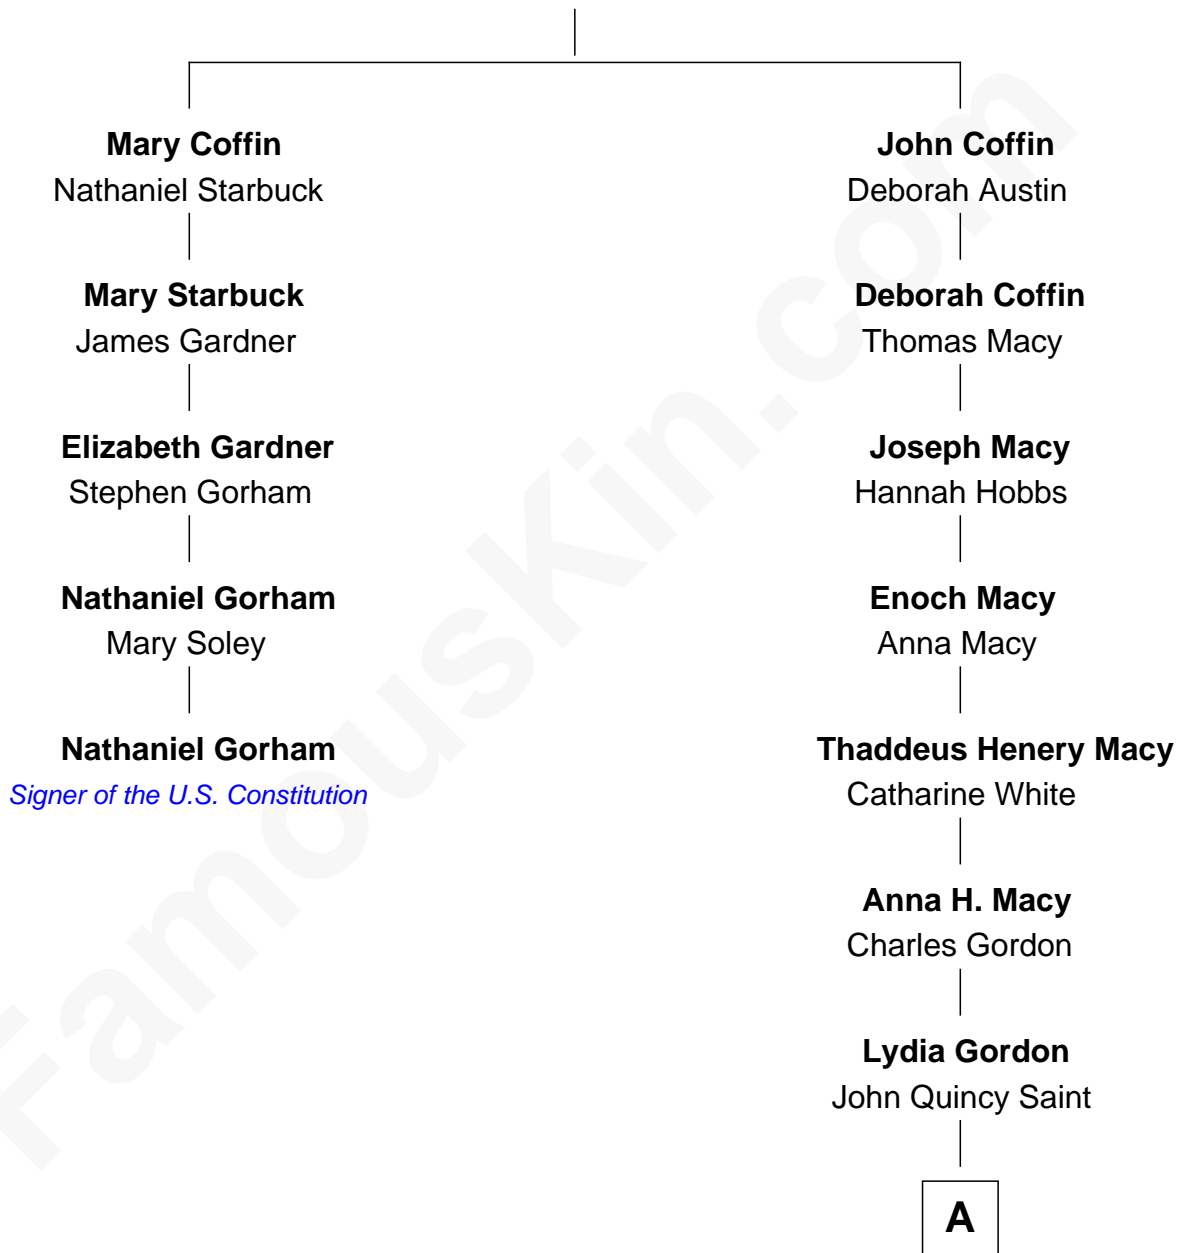 Mary Coffin
Nathaniel Starbuck
Mary Starbuck
James Gardner
Elizabeth Gardner
Stephen Gorham
Nathaniel Gorham
Mary Soley
Nathaniel Gorham
Signer of the U.S. Constitution
John Coffin
Deborah Austin
Deborah Coffin
Thomas Macy
Joseph Macy
Hannah Hobbs
Enoch Macy
Anna Macy
Thaddeus Henery Macy
Catharine White
Anna H. Macy
Charles Gordon
Lydia Gordon
John Quincy Saint
A
FamousKin.com